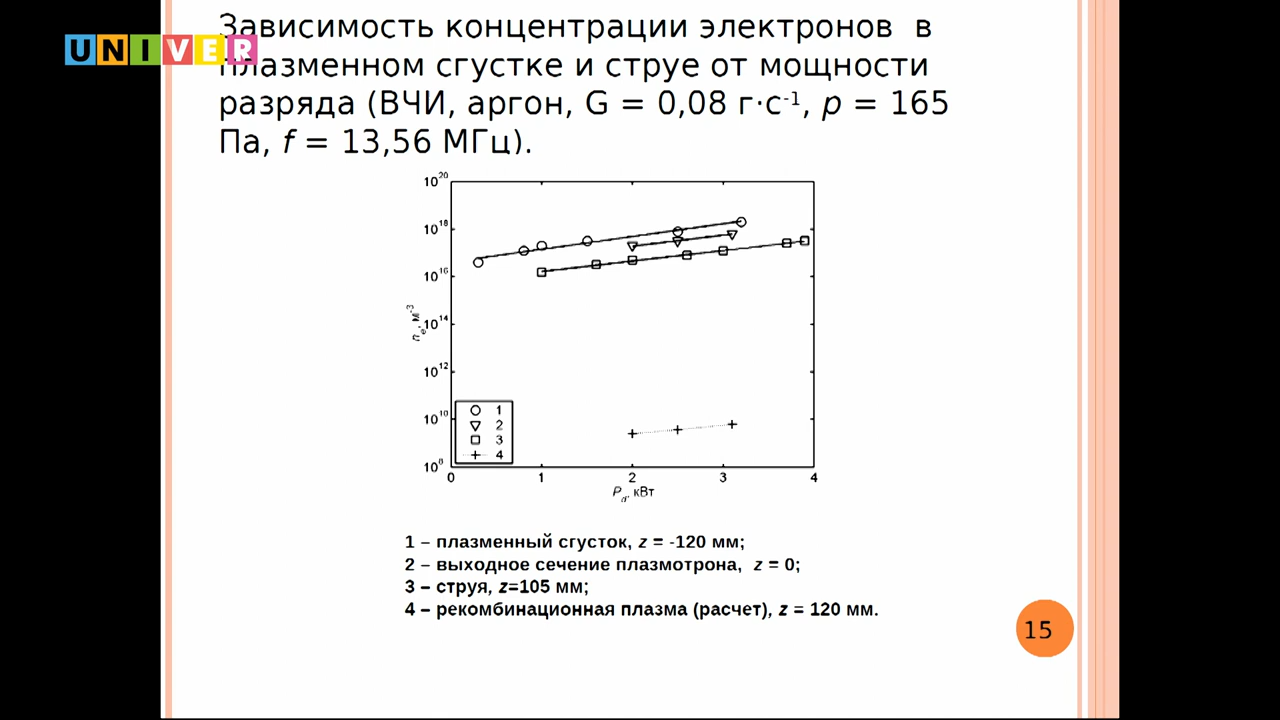 Зависимость концентрации электронов в
UNIVER
плазменном сгустке и струе от мощности
разряда (ВЧИ, аргон, G = 0,08 г·с⁻¹, p = 165
Па, f = 13,56 МГц).
10²⁰
10¹⁸
10¹⁶
10¹⁴
10¹²
10¹⁰
10⁸
nₑ, м⁻³
1
2
3
4
0 1 2 3 4
P_d, кВт
1 – плазменный сгусток, z = -120 мм;
2 – выходное сечение плазмотрона, z = 0;
3 – струя, z=105 мм;
4 – рекомбинационная плазма (расчет), z = 120 мм.
15